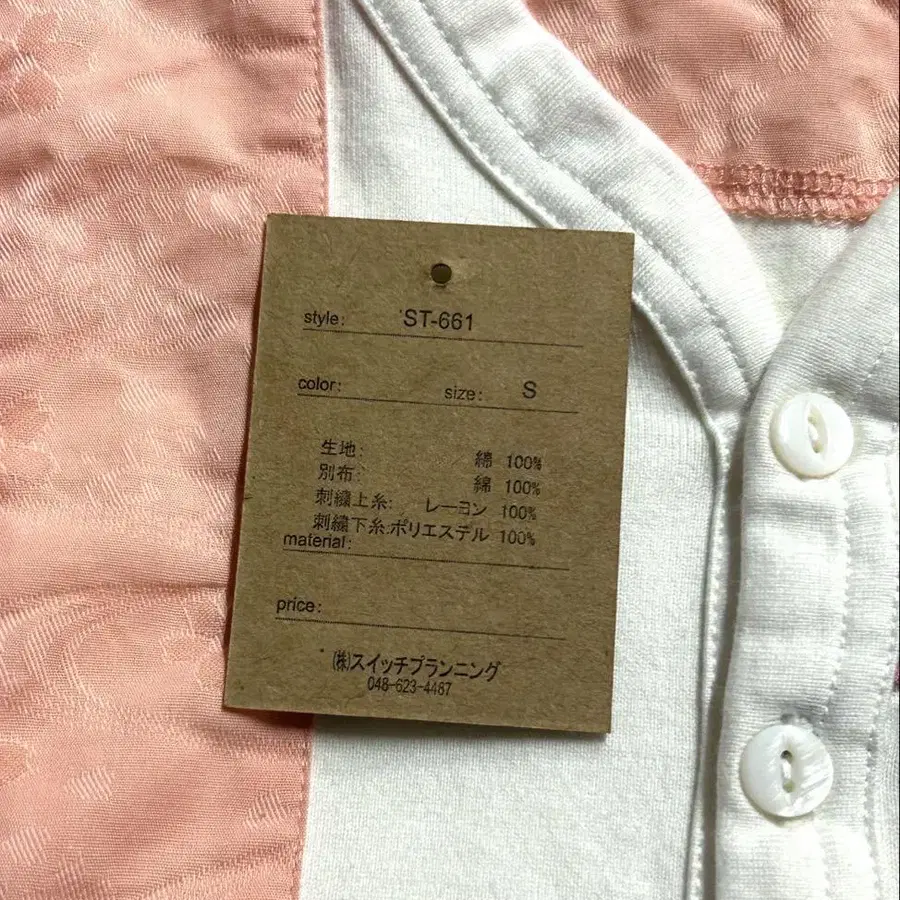 style: 'ST-661
color: size: S
生地: 綿 100%
別布: 綿 100%
刺繍上糸: レーヨン 100%
刺繍下糸:ポリエステル 100%
material:
price:
㈱スイッチプランニング
048-623-4487